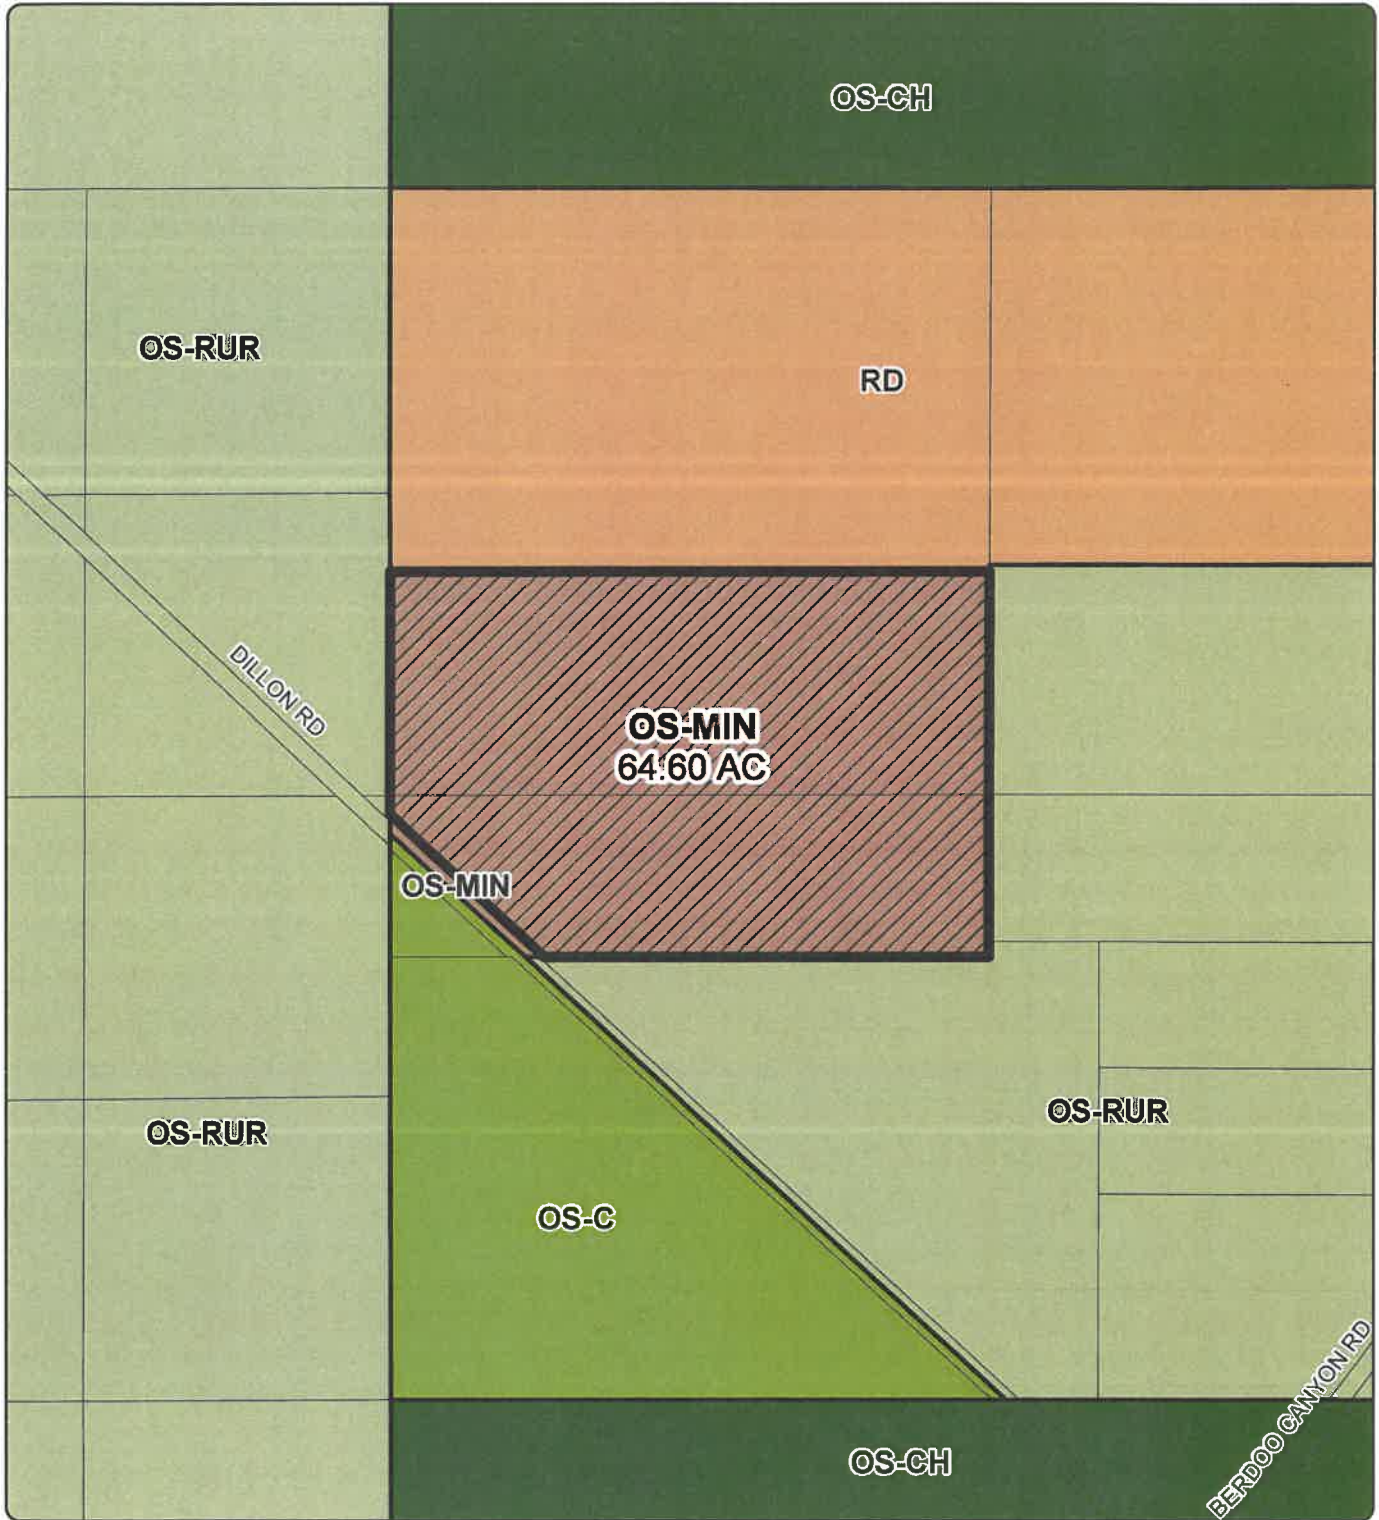 OS-CH
OS-RUR
RD
DILLON RD
OS-MIN
64.60 AC
OS-MIN
OS-RUR
OS-RUR
OS-C
BERDOO CANYON RD
OS-CH